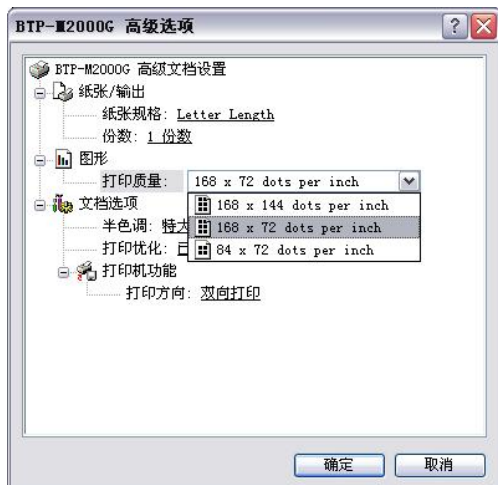 BTP-M2000G 高级选项
BTP-M2000G 高级文档设置
纸张/输出
纸张规格: Letter Length
份数: 1 份数
图形
打印质量: 168 x 72 dots per inch
168 x 144 dots per inch
文档选项
半色调: 特大
168 x 72 dots per inch
打印优化:
84 x 72 dots per inch
打印机功能
打印方向: 双向打印
确定
取消